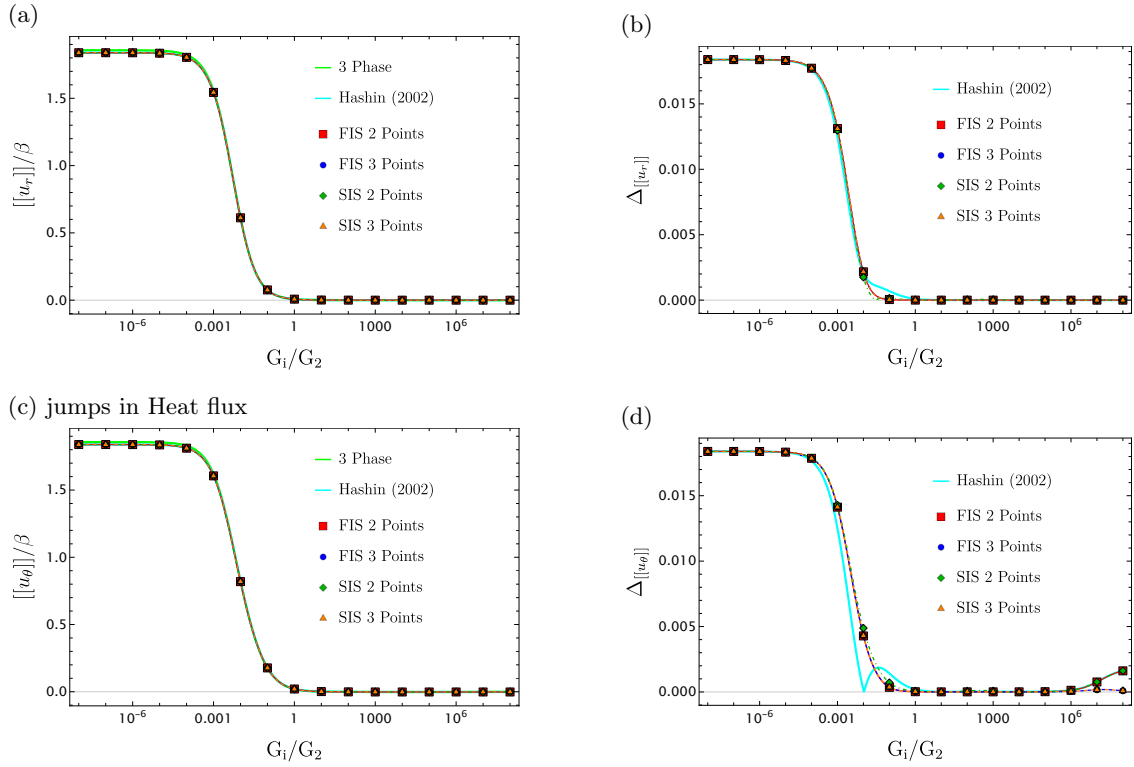 (a)
[[u_r]]/β
1.5
1.0
0.5
0.0
10^-6
0.001
1
1000
10^6
G_i/G_2
3 Phase
Hashin (2002)
FIS 2 Points
FIS 3 Points
SIS 2 Points
SIS 3 Points
(b)
Δ_[[u_r]]
0.015
0.010
0.005
0.000
10^-6
0.001
1
1000
10^6
G_i/G_2
Hashin (2002)
FIS 2 Points
FIS 3 Points
SIS 2 Points
SIS 3 Points
(c) jumps in Heat flux
[[u_θ]]/β
1.5
1.0
0.5
0.0
10^-6
0.001
1
1000
10^6
G_i/G_2
3 Phase
Hashin (2002)
FIS 2 Points
FIS 3 Points
SIS 2 Points
SIS 3 Points
(d)
Δ_[[u_θ]]
0.015
0.010
0.005
0.000
10^-6
0.001
1
1000
10^6
G_i/G_2
Hashin (2002)
FIS 2 Points
FIS 3 Points
SIS 2 Points
SIS 3 Points